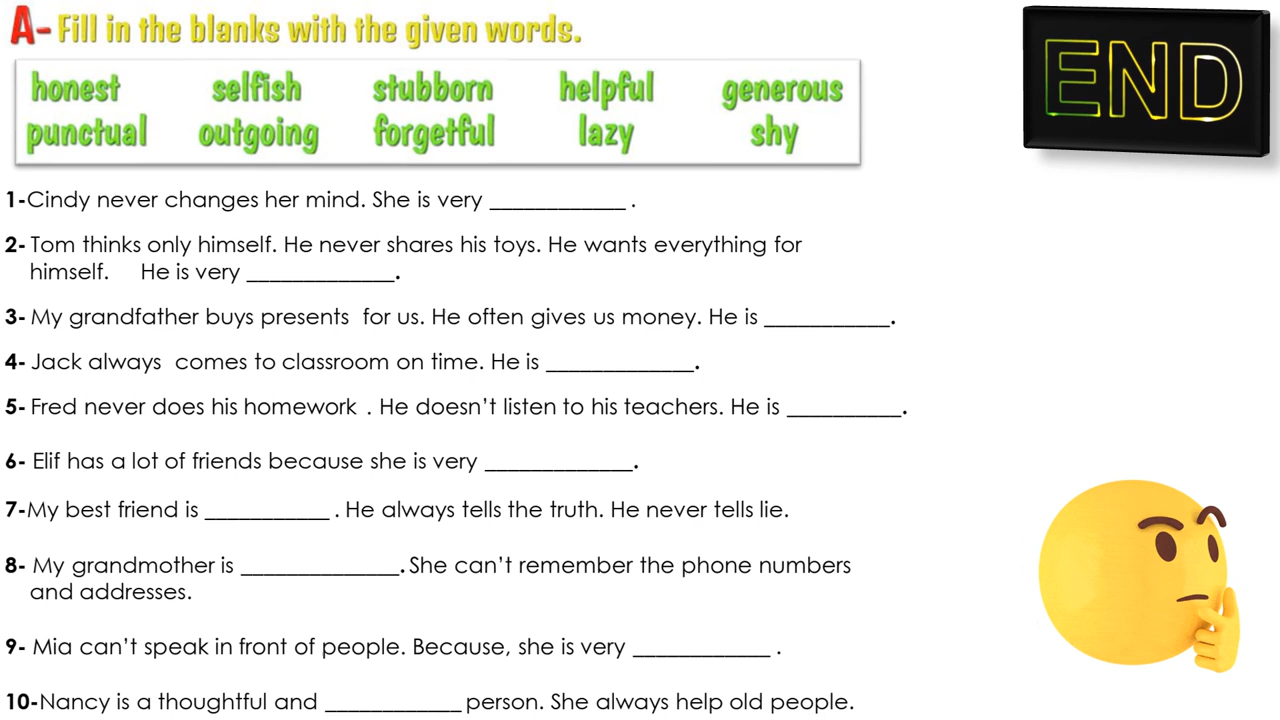 A- Fill in the blanks with the given words.
END
honest selfish stubborn helpful generous
punctual outgoing forgetful lazy shy
1-Cindy never changes her mind. She is very ____________ .
2- Tom thinks only himself. He never shares his toys. He wants everything for
himself. He is very _____________.
3- My grandfather buys presents for us. He often gives us money. He is ___________.
4- Jack always comes to classroom on time. He is _____________.
5- Fred never does his homework . He doesn't listen to his teachers. He is __________.
6- Elif has a lot of friends because she is very _____________.
7-My best friend is ___________ . He always tells the truth. He never tells lie.
8- My grandmother is ______________. She can't remember the phone numbers
and addresses.
9- Mia can't speak in front of people. Because, she is very ____________ .
10-Nancy is a thoughtful and ____________ person. She always help old people.